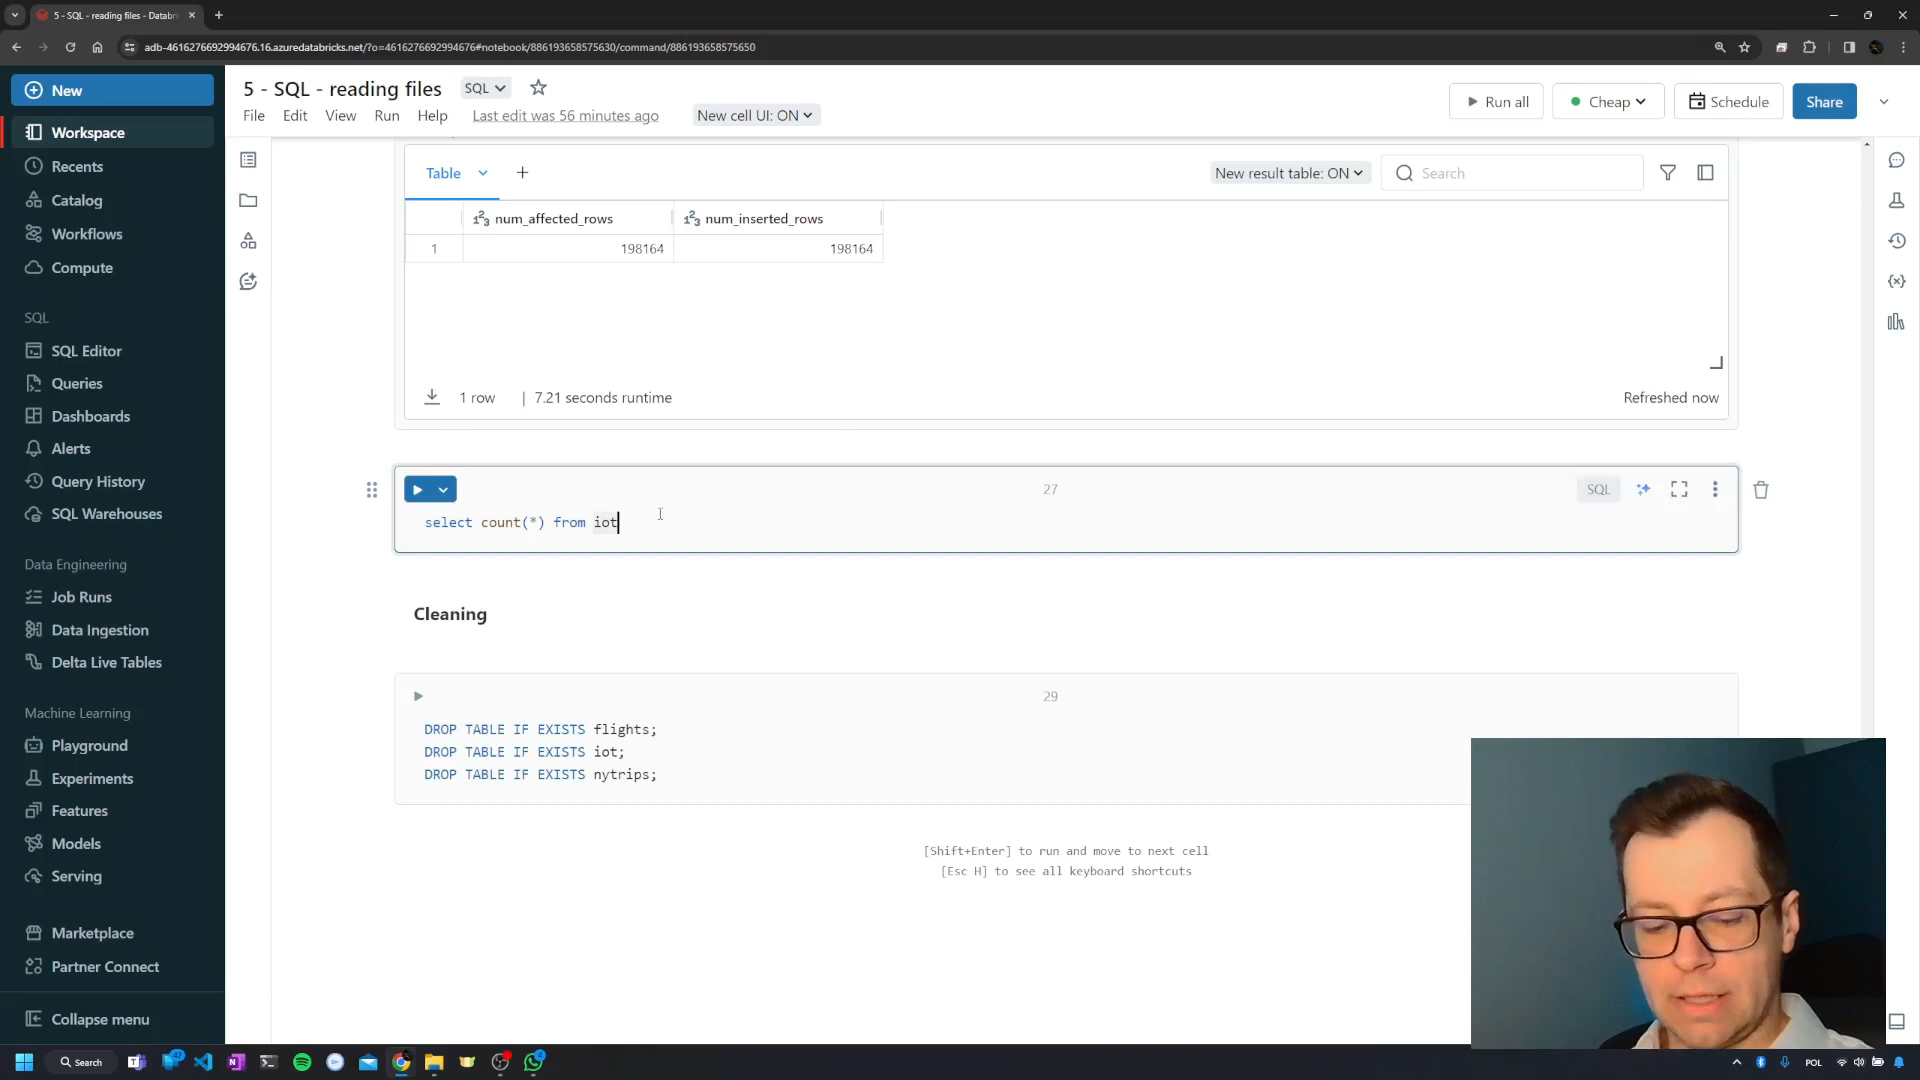 5 - SQL - reading files - Databri
adb-4616276692994676.16.azuredatabricks.net/?o=4616276692994676#notebook/886193658575630/command/886193658575650
New
Workspace
Recents
Catalog
Workflows
Compute
SQL
SQL Editor
Queries
Dashboards
Alerts
Query History
SQL Warehouses
Data Engineering
Job Runs
Data Ingestion
Delta Live Tables
Machine Learning
Playground
Experiments
Features
Models
Serving
Marketplace
Partner Connect
Collapse menu
5 - SQL - reading files SQL
File Edit View Run Help Last edit was 56 minutes ago New cell UI: ON
Run all Cheap Schedule Share
Table New result table: ON Search
num_affected_rows num_inserted_rows
1 198164 198164
1 row | 7.21 seconds runtime Refreshed now
27 SQL
select count(*) from iot
Cleaning
29
DROP TABLE IF EXISTS flights;
DROP TABLE IF EXISTS iot;
DROP TABLE IF EXISTS nytrips;
[Shift+Enter] to run and move to next cell
[Esc H] to see all keyboard shortcuts
Search POL